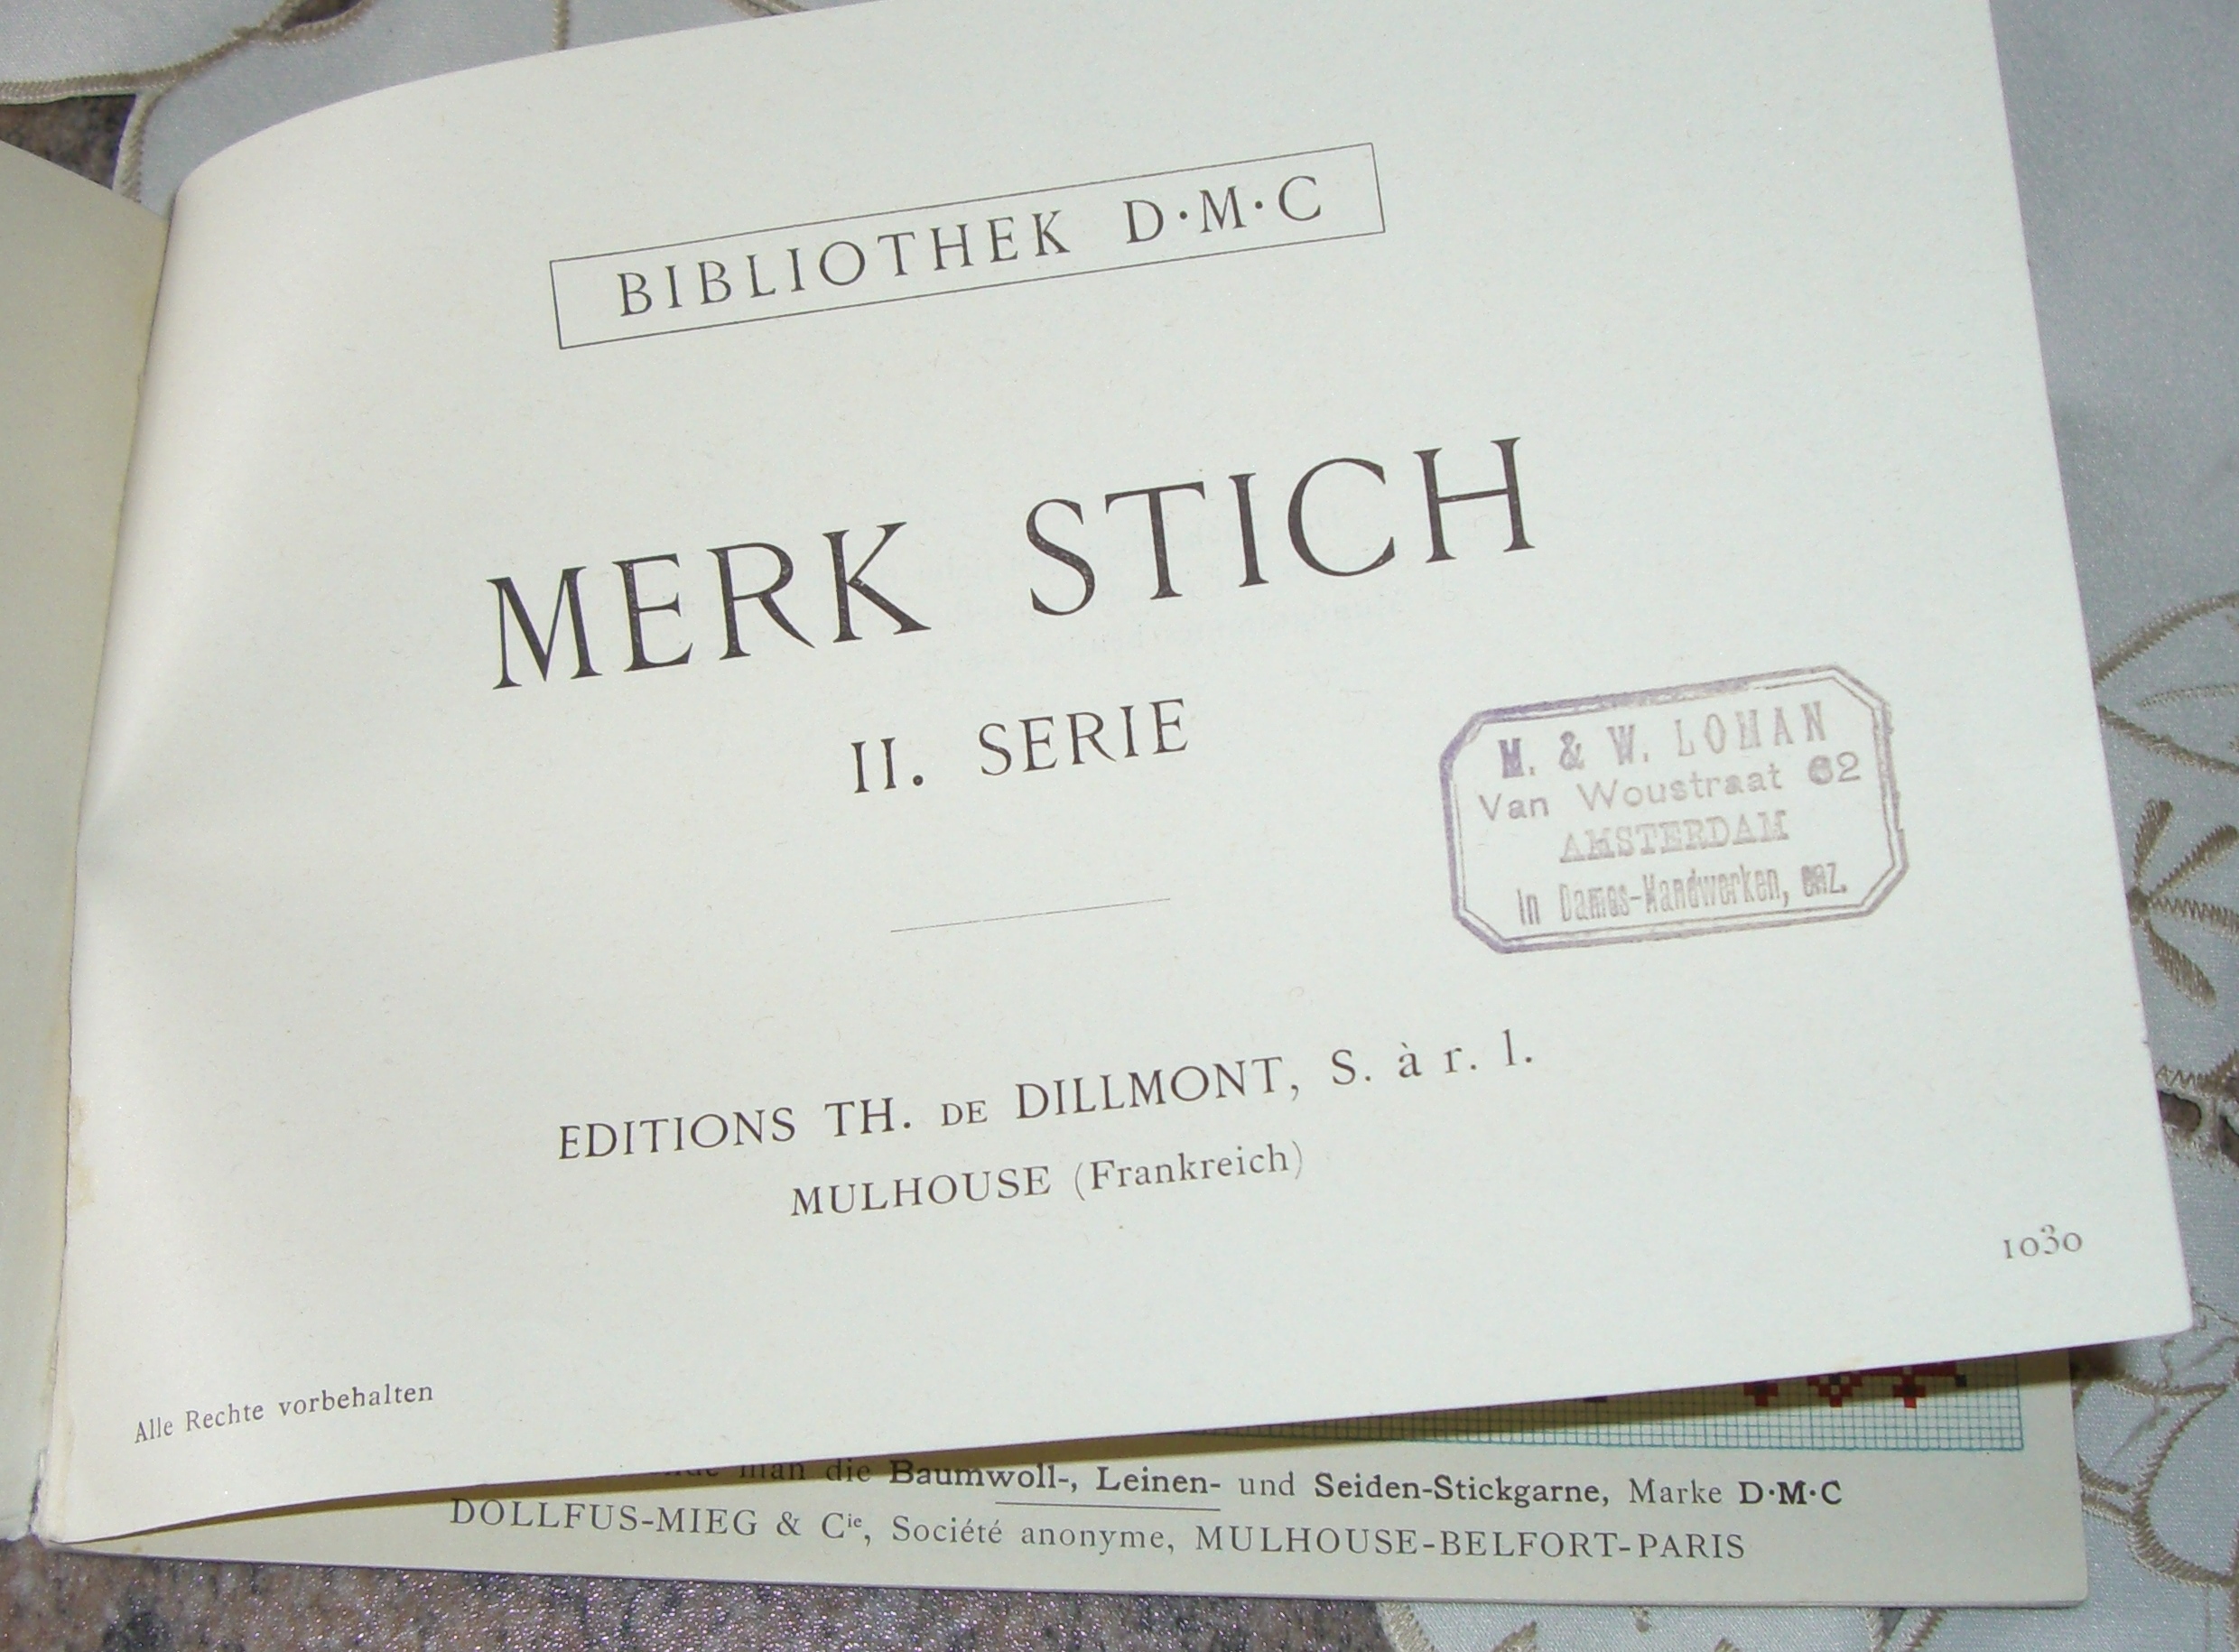 BIBLIOTHEK D·M·C
MERK STICH
II. SERIE
M. & W. LOHAN
Van Woustraat 62
AMSTERDAM
In Dames-Handwerken, enz.
EDITIONS TH. DE DILLMONT, S. à r. l.
MULHOUSE (Frankreich)
1030
Alle Rechte vorbehalten
man die Baumwoll-, Leinen- und Seiden-Stickgarne, Marke D·M·C
DOLLFUS-MIEG & Cie, Société anonyme, MULHOUSE-BELFORT-PARIS